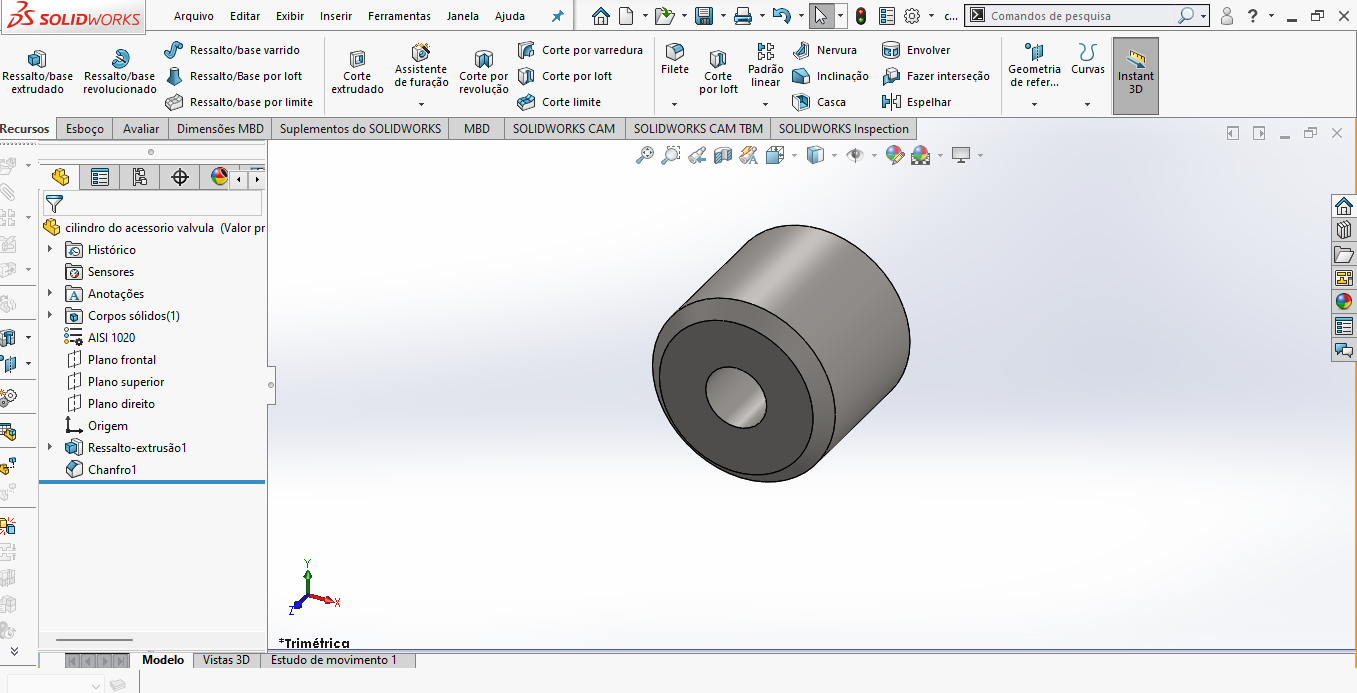 SOLIDWORKS
Arquivo Editar Exibir Inserir Ferramentas Janela Ajuda
c...
Comandos de pesquisa
?
Ressalto/base
extrudado
Ressalto/base
revolucionado
Ressalto/base varrido
Ressalto/Base por loft
Ressalto/base por limite
Corte
extrudado
Assistente
de furação
Corte por
revolução
Corte por varredura
Corte por loft
Corte limite
Filete
Corte
por loft
Padrão
linear
Nervura
Inclinação
Casca
Envolver
Fazer interseção
Espelhar
Geometria
de refer...
Curvas
Instant
3D
Recursos Esboço Avaliar Dimensões MBD Suplementos do SOLIDWORKS MBD SOLIDWORKS CAM SOLIDWORKS CAM TBM SOLIDWORKS Inspection
cilindro do acessorio valvula (Valor pr
Histórico
Sensores
A Anotações
Corpos sólidos(1)
AISI 1020
Plano frontal
Plano superior
Plano direito
Origem
Ressalto-extrusão1
Chanfro1
Y
X
Z
*Trimétrica
Modelo Vistas 3D Estudo de movimento 1